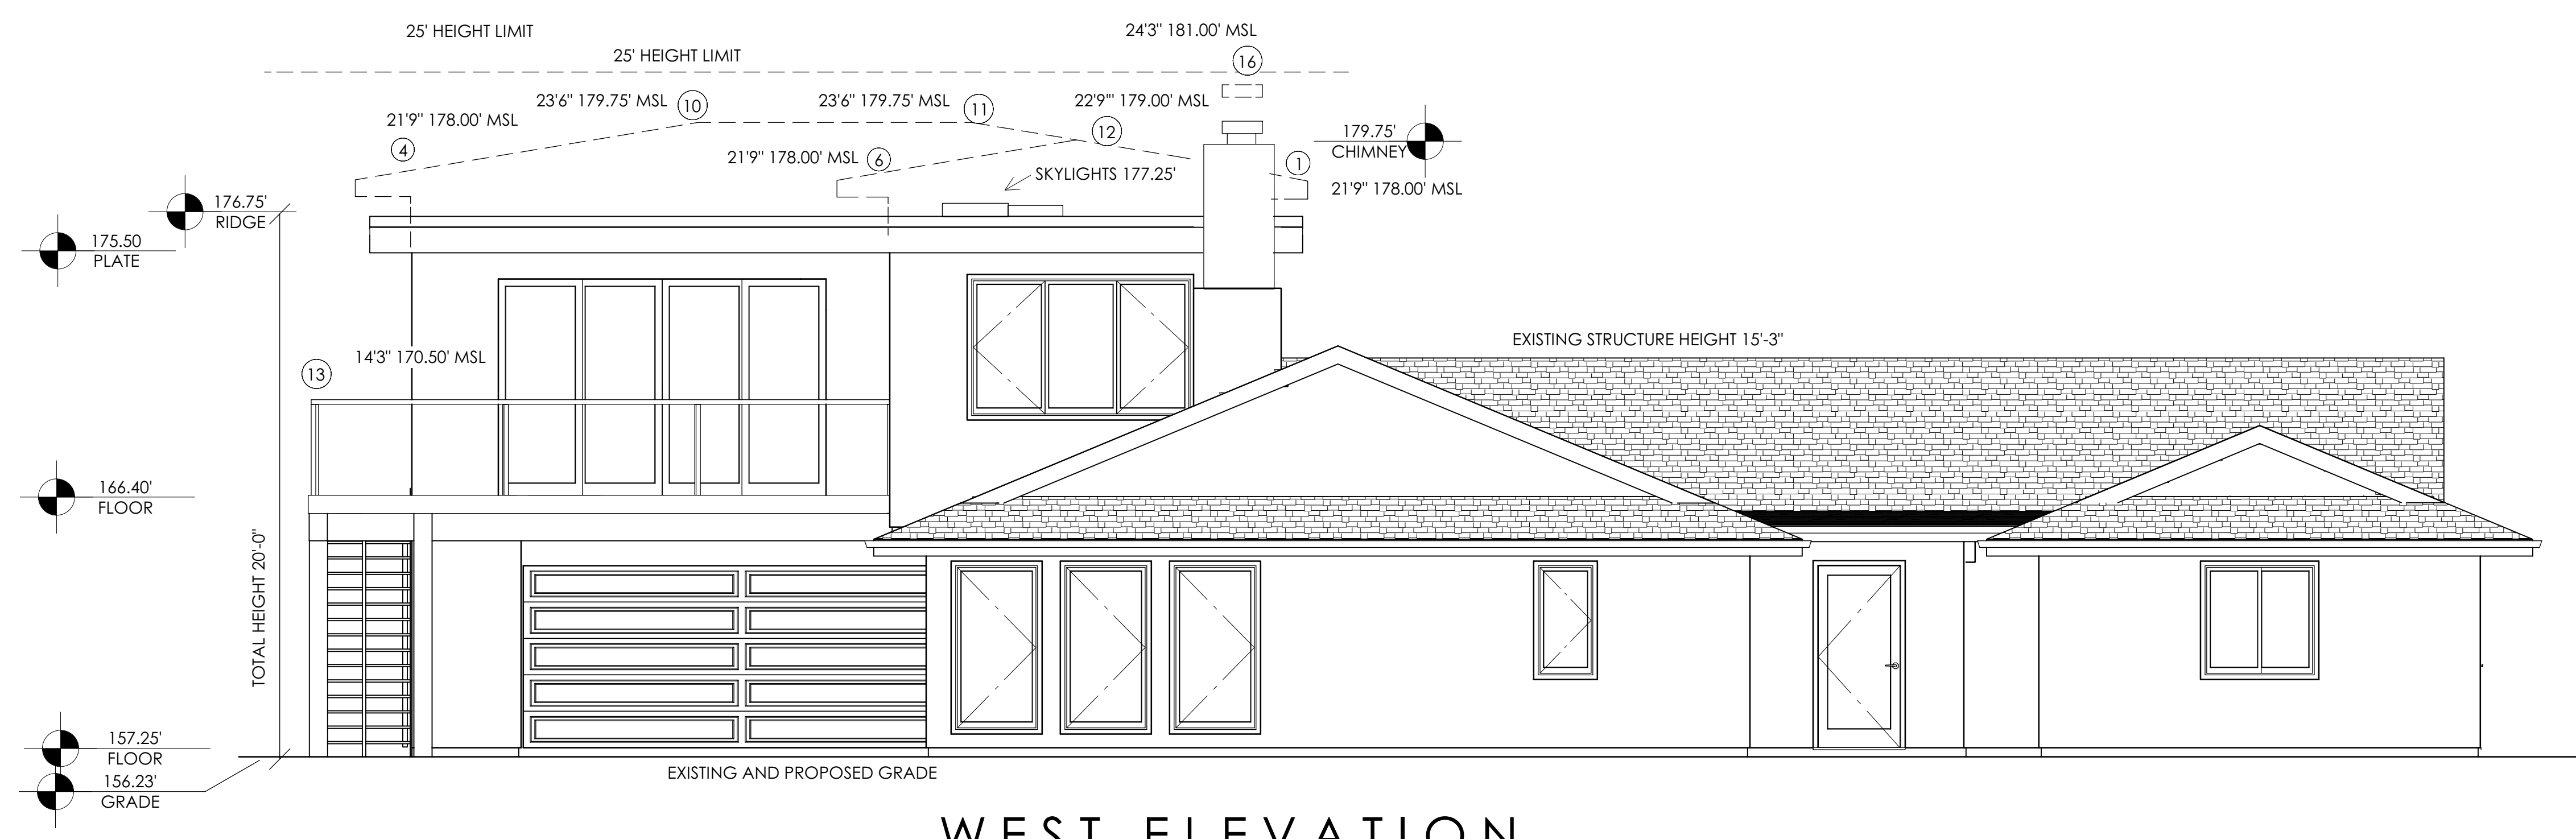 25' HEIGHT LIMIT
24'3" 181.00' MSL
25' HEIGHT LIMIT
16
23'6" 179.75' MSL
10
23'6" 179.75' MSL
11
22'9'" 179.00' MSL
21'9" 178.00' MSL
12
179.75'
CHIMNEY
4
21'9" 178.00' MSL
6
1
SKYLIGHTS 177.25'
21'9" 178.00' MSL
176.75'
RIDGE
175.50
PLATE
EXISTING STRUCTURE HEIGHT 15'-3"
14'3" 170.50' MSL
13
166.40'
FLOOR
TOTAL HEIGHT 20'-0"
157.25'
FLOOR
EXISTING AND PROPOSED GRADE
156.23'
GRADE
WEST ELEVATION